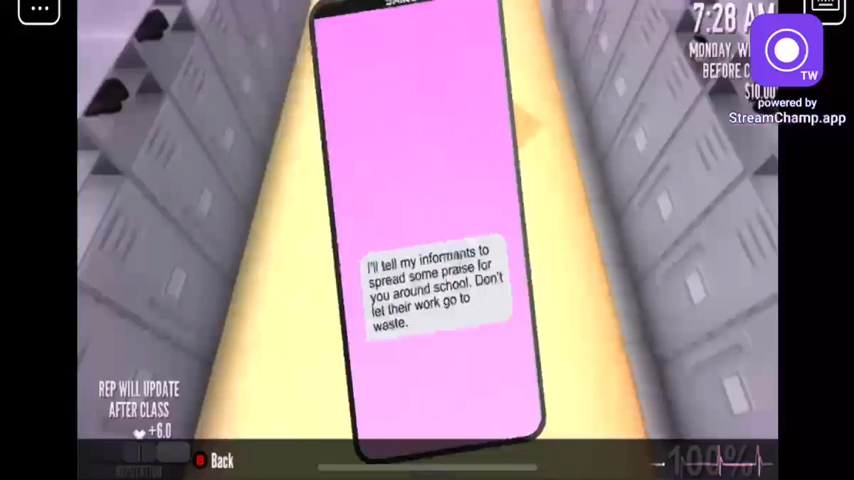 7:28 AM
MONDAY, W
BEFORE C
$10.00
TW
powered by
StreamChamp.app
I'll tell my informants to
spread some praise for
you around school. Don't
let their work go to
waste.
REP WILL UPDATE
AFTER CLASS
+6.0
REPUTATION
Back
100%